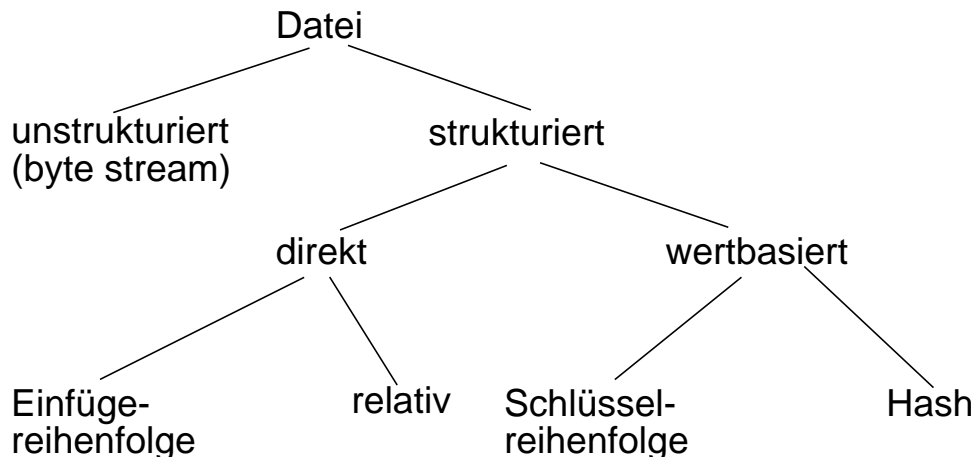 Datei
unstrukturiert
(byte stream)
strukturiert
direkt
wertbasiert
Einfüge-
reihenfolge
relativ
Schlüssel-
reihenfolge
Hash